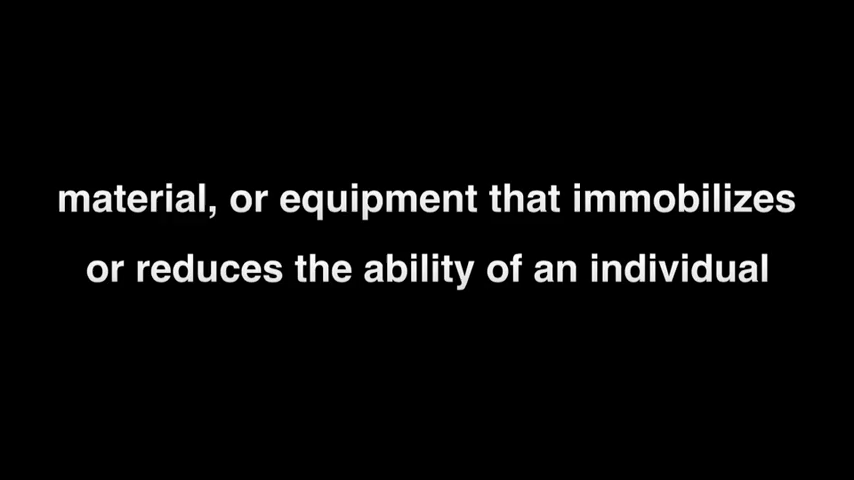 material, or equipment that immobilizes
or reduces the ability of an individual